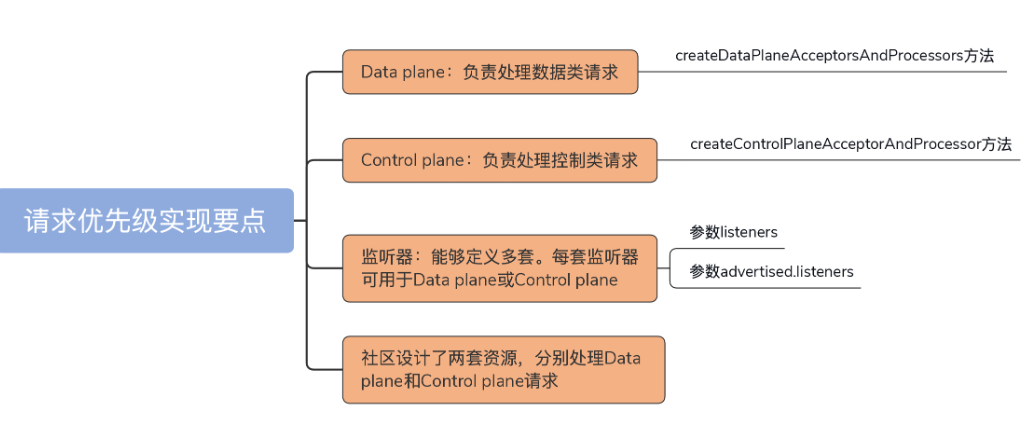 请求优先级实现要点
Data plane：负责处理数据类请求
createDataPlaneAcceptorsAndProcessors方法
Control plane：负责处理控制类请求
createControlPlaneAcceptorAndProcessor方法
监听器：能够定义多套。每套监听器
可用于Data plane或Control plane
参数listeners
参数advertised.listeners
社区设计了两套资源，分别处理Data
plane和Control plane请求